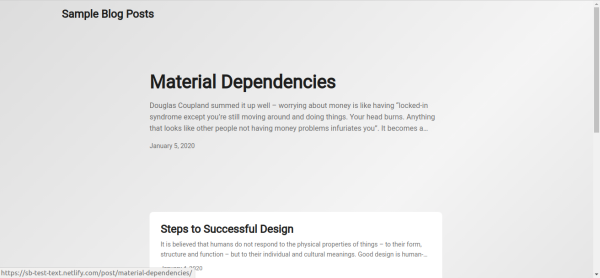 Sample Blog Posts
Material Dependencies
Douglas Coupland summed it up well – worrying about money is like having “locked-in
syndrome except you're still moving around and doing things. Your head burns. Anything
that looks like other people not having money problems infuriates you”. It becomes a…
January 5, 2020
Steps to Successful Design
It is believed that humans do not respond to the physical properties of things – to their form,
structure and function – but to their individual and cultural meanings. Good design is human-…
https://sb-test-text.netlify.com/post/material-dependencies/
2020